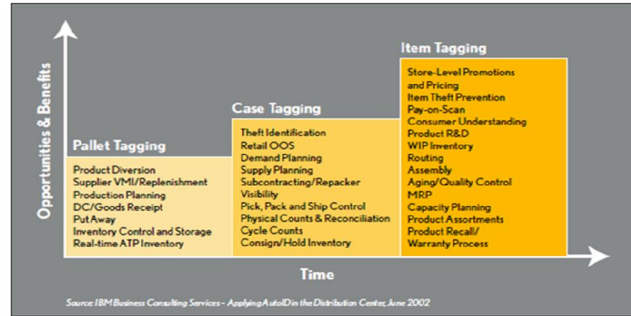 Opportunities & Benefits
Pallet Tagging
Product Diversion
Supplier VMI/Replenishment
Production Planning
DC/Goods Receipt
Put Away
Inventory Control and Storage
Real-time ATP Inventory
Case Tagging
Theft Identification
Retail OOS
Demand Planning
Supply Planning
Subcontracting/Repacker
Visibility
Pick, Pack and Ship Control
Physical Counts & Reconciliation
Cycle Counts
Consign/Hold Inventory
Item Tagging
Store-Level Promotions
and Pricing
Item Theft Prevention
Pay-on-Scan
Consumer Understanding
Product R&D
WIP Inventory
Routing
Assembly
Aging/Quality Control
MRP
Capacity Planning
Product Assortments
Product Recall/
Warranty Process
Time
Source: IBM Business Consulting Services – Applying AutoID in the Distribution Center, June 2002